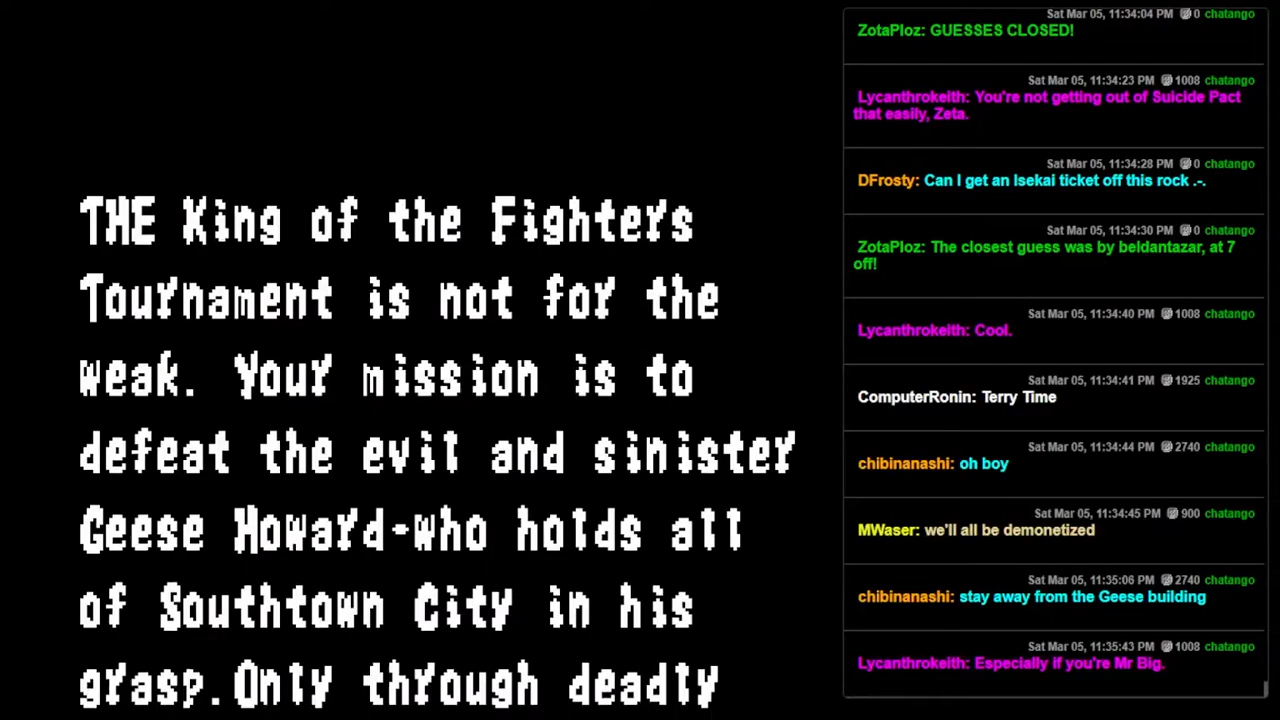 THE King of the Fighters
Tournament is not for the
weak. Your mission is to
defeat the evil and sinister
Geese Howard-who holds all
of Southtown City in his
grasp.Only through deadly
Sat Mar 05, 11:34:04 PM 0 chatango
ZotaPloz: GUESSES CLOSED!
Sat Mar 05, 11:34:23 PM 1008 chatango
Lycanthrokeith: You're not getting out of Suicide Pact
that easily, Zeta.
Sat Mar 05, 11:34:28 PM 0 chatango
DFrosty: Can I get an Isekai ticket off this rock .-.
Sat Mar 05, 11:34:30 PM 0 chatango
ZotaPloz: The closest guess was by beldantazar, at 7
off!
Sat Mar 05, 11:34:40 PM 1008 chatango
Lycanthrokeith: Cool.
Sat Mar 05, 11:34:41 PM 1925 chatango
ComputerRonin: Terry Time
Sat Mar 05, 11:34:44 PM 2740 chatango
chibinanashi: oh boy
Sat Mar 05, 11:34:45 PM 900 chatango
MWaser: we'll all be demonetized
Sat Mar 05, 11:35:06 PM 2740 chatango
chibinanashi: stay away from the Geese building
Sat Mar 05, 11:35:43 PM 1008 chatango
Lycanthrokeith: Especially if you're Mr Big.